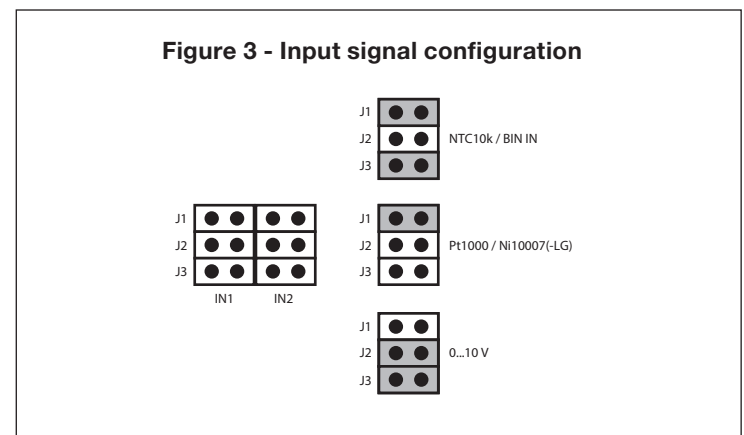 Figure 3 - Input signal configuration
J1
J2 NTC10k / BIN IN
J3
J1
J2
J3
IN1 IN2
J1
J2 Pt1000 / Ni10007(-LG)
J3
J1
J2 0...10 V
J3